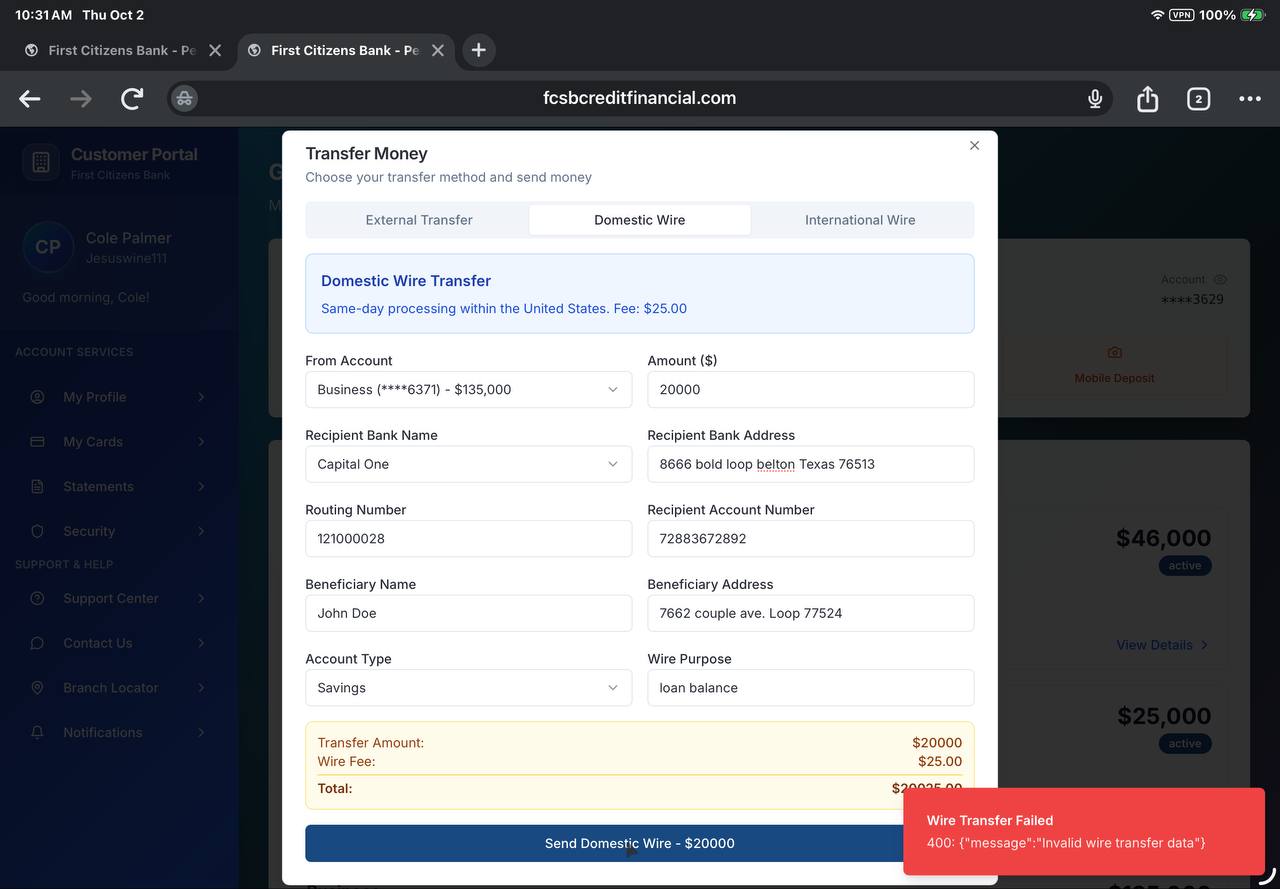 10:31 AM Thu Oct 2
VPN 100%
First Citizens Bank - Pe
First Citizens Bank - Pe
fcsbcreditfinancial.com
2
Customer Portal
First Citizens Bank
CP
Cole Palmer
Jesuswine111
Good morning, Cole!
ACCOUNT SERVICES
My Profile
My Cards
Statements
Security
SUPPORT & HELP
Support Center
Contact Us
Branch Locator
Notifications
G
M
Transfer Money
Choose your transfer method and send money
External Transfer
Domestic Wire
International Wire
Domestic Wire Transfer
Same-day processing within the United States. Fee: $25.00
From Account
Business (****6371) - $135,000
Amount ($)
20000
Recipient Bank Name
Capital One
Recipient Bank Address
8666 bold loop belton Texas 76513
Routing Number
121000028
Recipient Account Number
72883672892
Beneficiary Name
John Doe
Beneficiary Address
7662 couple ave. Loop 77524
Account Type
Savings
Wire Purpose
loan balance
Transfer Amount: $20000
Wire Fee: $25.00
Total: $20025.00
Send Domestic Wire - $20000
Account:
****3629
Mobile Deposit
$46,000
active
View Details
$25,000
active
Wire Transfer Failed
400: {"message":"Invalid wire transfer data"}